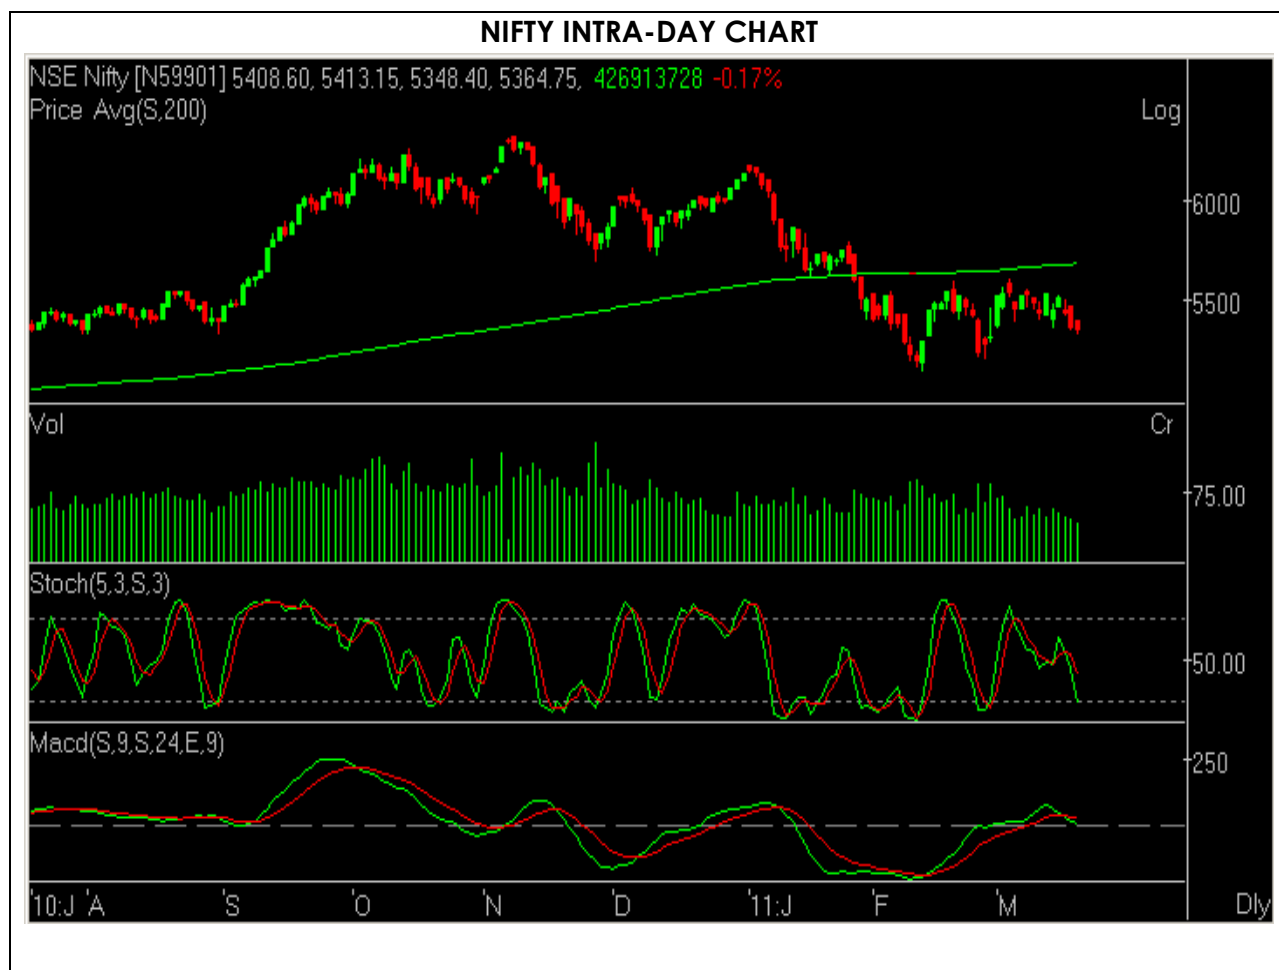 NIFTY INTRA-DAY CHART
NSE Nifty [N59901] 5408.60, 5413.15, 5348.40, 5364.75, 426913728 -0.17%
Price Avg(S,200) Log
6000
5500
Vol Cr
75.00
Stoch(5,3,S,3)
50.00
Macd(S,9,S,24,E,9)
250
'10:J 'A 'S 'O 'N 'D '11:J 'F 'M Dly